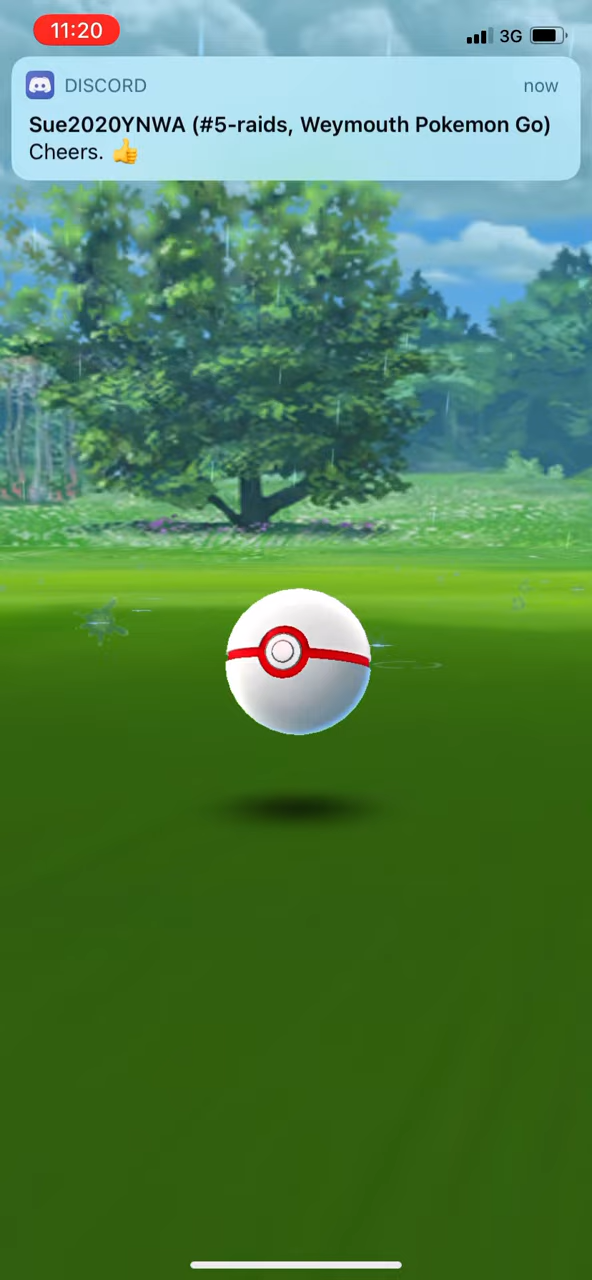 11:20
3G
DISCORD
now
Sue2020YNWA (#5-raids, Weymouth Pokemon Go)
Cheers. 👍